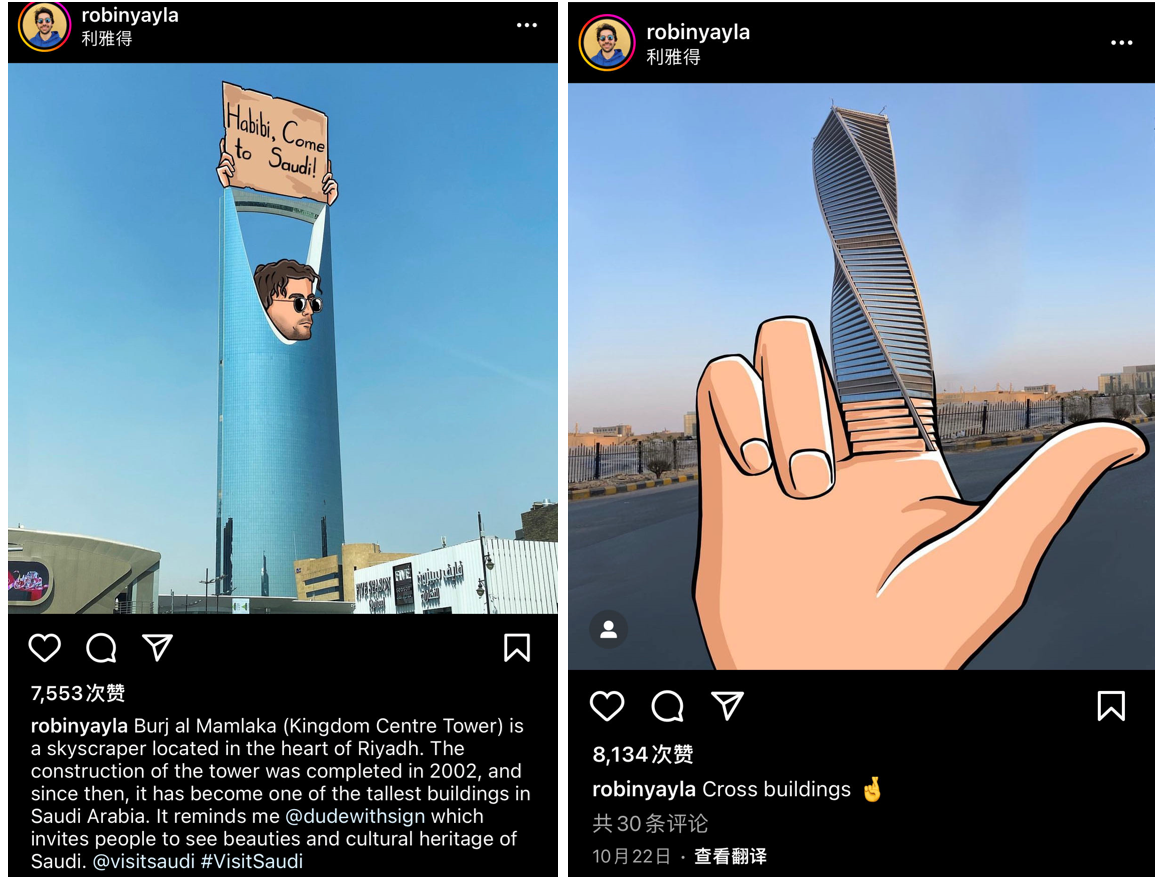 robinyayla
利雅得
Habibi, Come
to Saudi!
7,553次赞
robinyayla Burj al Mamlaka (Kingdom Centre Tower) is
a skyscraper located in the heart of Riyadh. The
construction of the tower was completed in 2002, and
since then, it has become one of the tallest buildings in
Saudi Arabia. It reminds me @dudewithsign which
invites people to see beauties and cultural heritage of
Saudi. @visitsaudi #VisitSaudi
robinyayla
利雅得
8,134次赞
robinyayla Cross buildings 🤞
共30条评论
10月22日 · 查看翻译